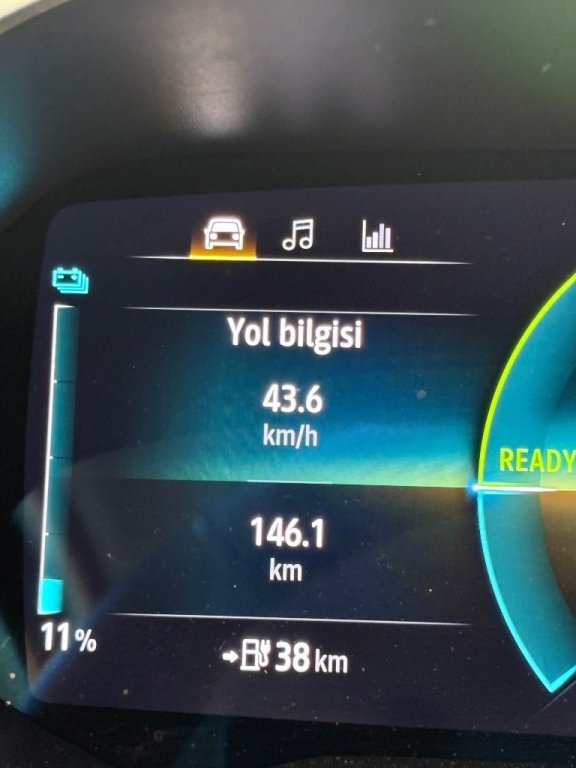 Yol bilgisi
43.6
km/h
READY
146.1
km
11%
38 km